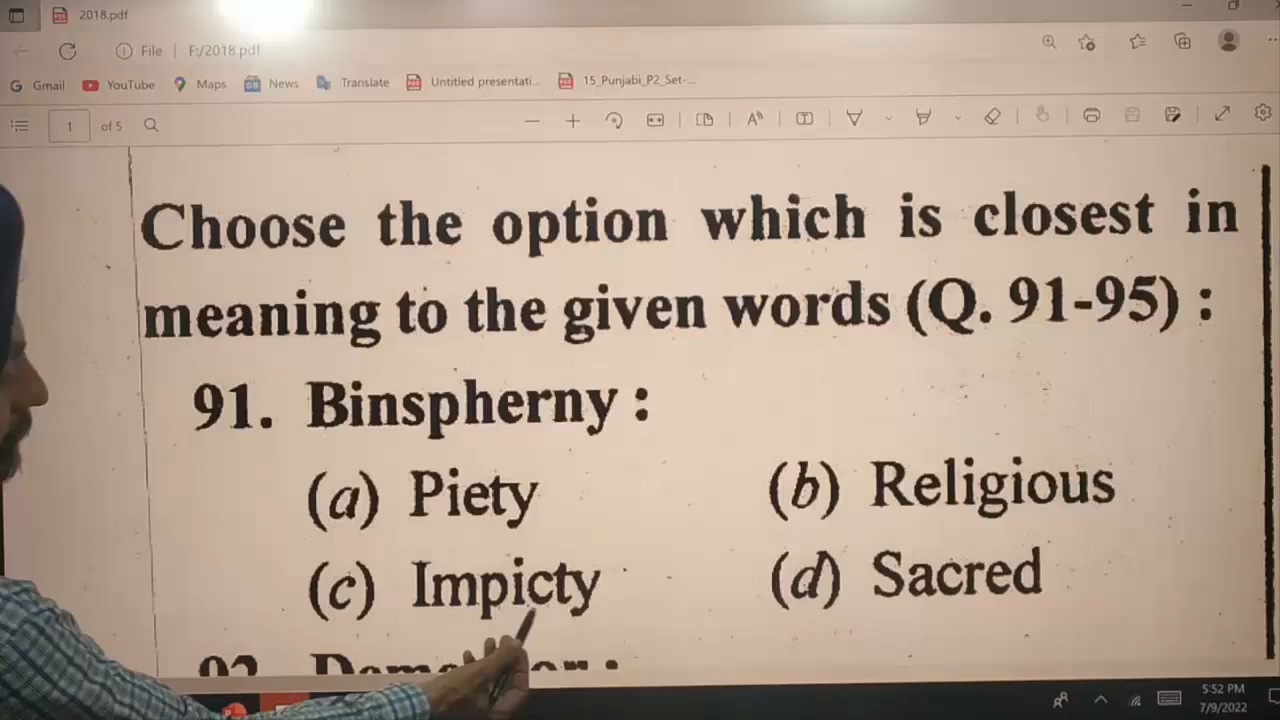 2018.pdf
File | F:/2018.pdf
Gmail YouTube Maps News Translate Untitled presentati... 15_Punjabi_P2_Set-...
1 of 5
Choose the option which is closest in
meaning to the given words (Q. 91-95) :
91. Binspherny :
(a) Piety (b) Religious
(c) Impicty (d) Sacred
5:52 PM
7/9/2022